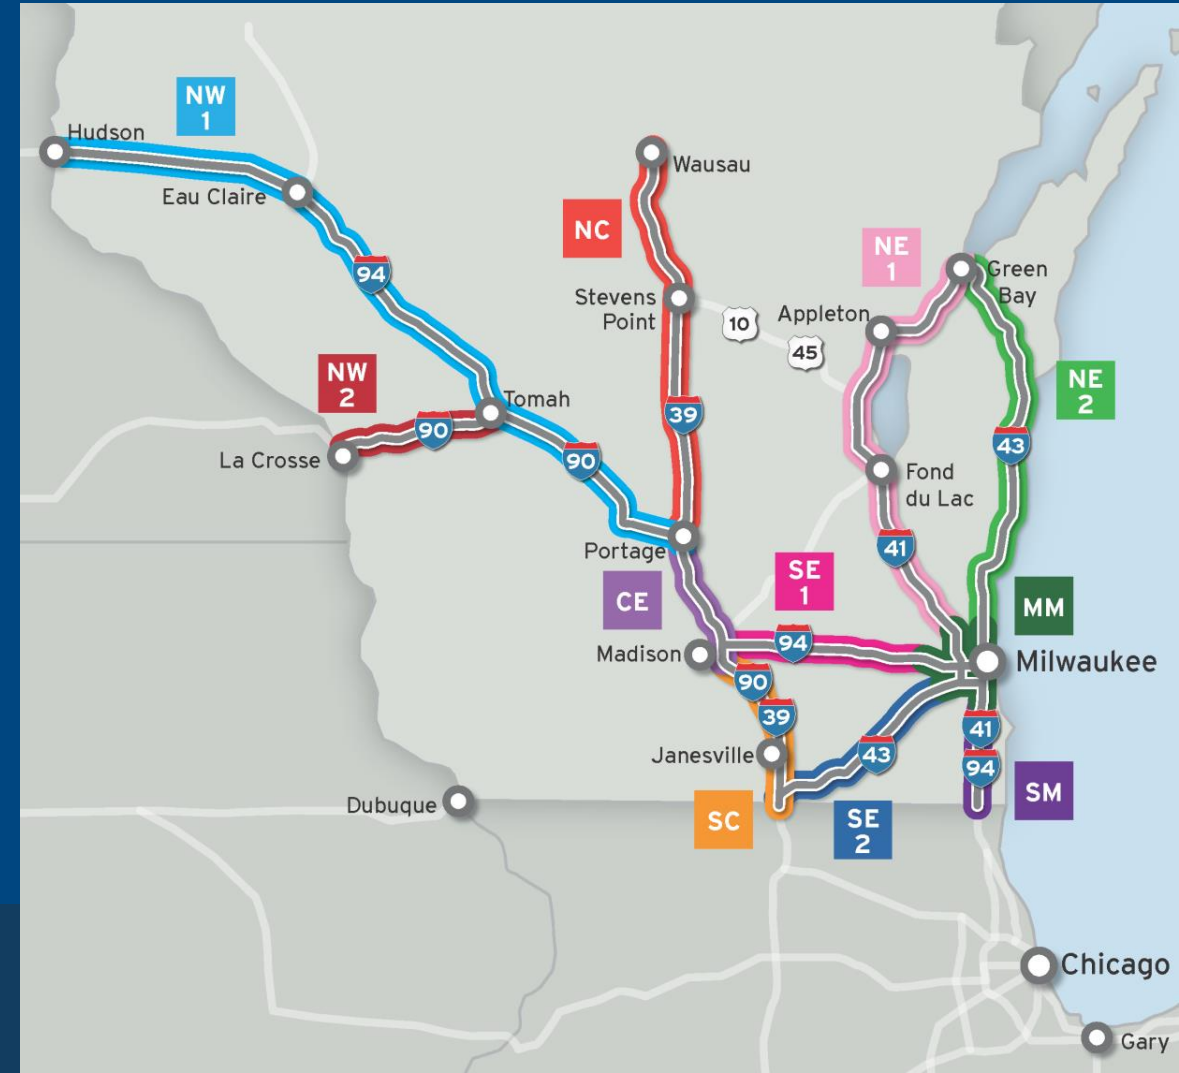 NW
1
Hudson
Eau Claire
94
Wausau
NC
NE
1
Green
Bay
Stevens
Point
10
Appleton
45
NW
2
Tomah
NE
2
39
90
La Crosse
90
43
Fond
du Lac
Portage
41
SE
1
CE
MM
Madison
94
Milwaukee
90
39
41
Janesville
43
94
SM
Dubuque
SC
SE
2
Chicago
Gary